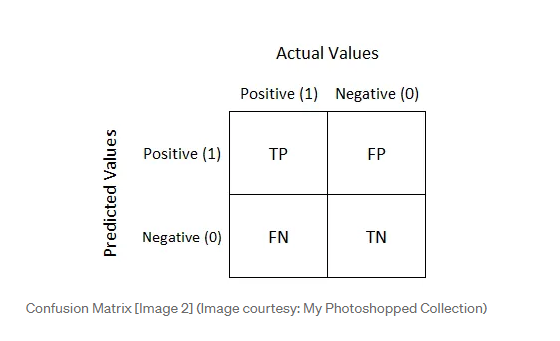 Actual Values
Positive (1) Negative (0)
Predicted Values
Positive (1) TP FP
Negative (0) FN TN
Confusion Matrix [Image 2] (Image courtesy: My Photoshopped Collection)